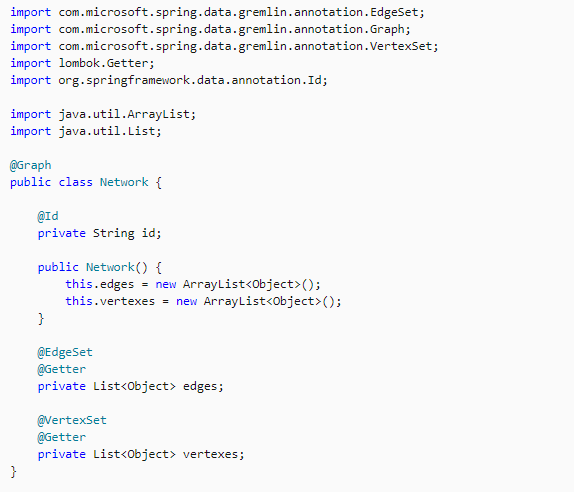 import com.microsoft.spring.data.gremlin.annotation.EdgeSet;
import com.microsoft.spring.data.gremlin.annotation.Graph;
import com.microsoft.spring.data.gremlin.annotation.VertexSet;
import lombok.Getter;
import org.springframework.data.annotation.Id;

import java.util.ArrayList;
import java.util.List;

@Graph
public class Network {

    @Id
    private String id;

    public Network() {
        this.edges = new ArrayList<Object>();
        this.vertexes = new ArrayList<Object>();
    }

    @EdgeSet
    @Getter
    private List<Object> edges;

    @VertexSet
    @Getter
    private List<Object> vertexes;
}